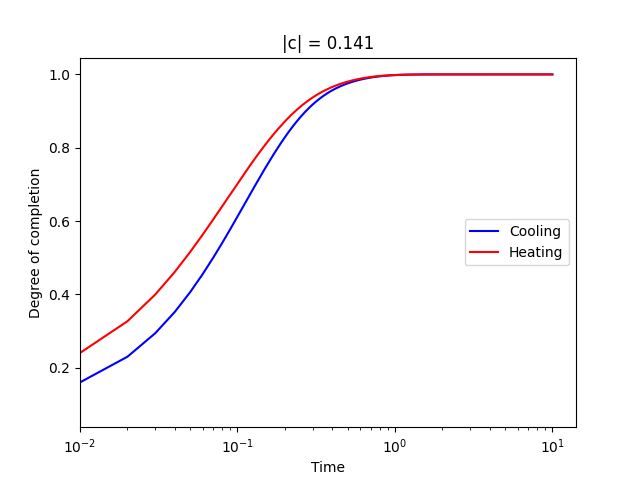 |c| = 0.141
Degree of completion
1.0
0.8
0.6
0.4
0.2
Cooling
Heating
10⁻² 10⁻¹ 10⁰ 10¹
Time